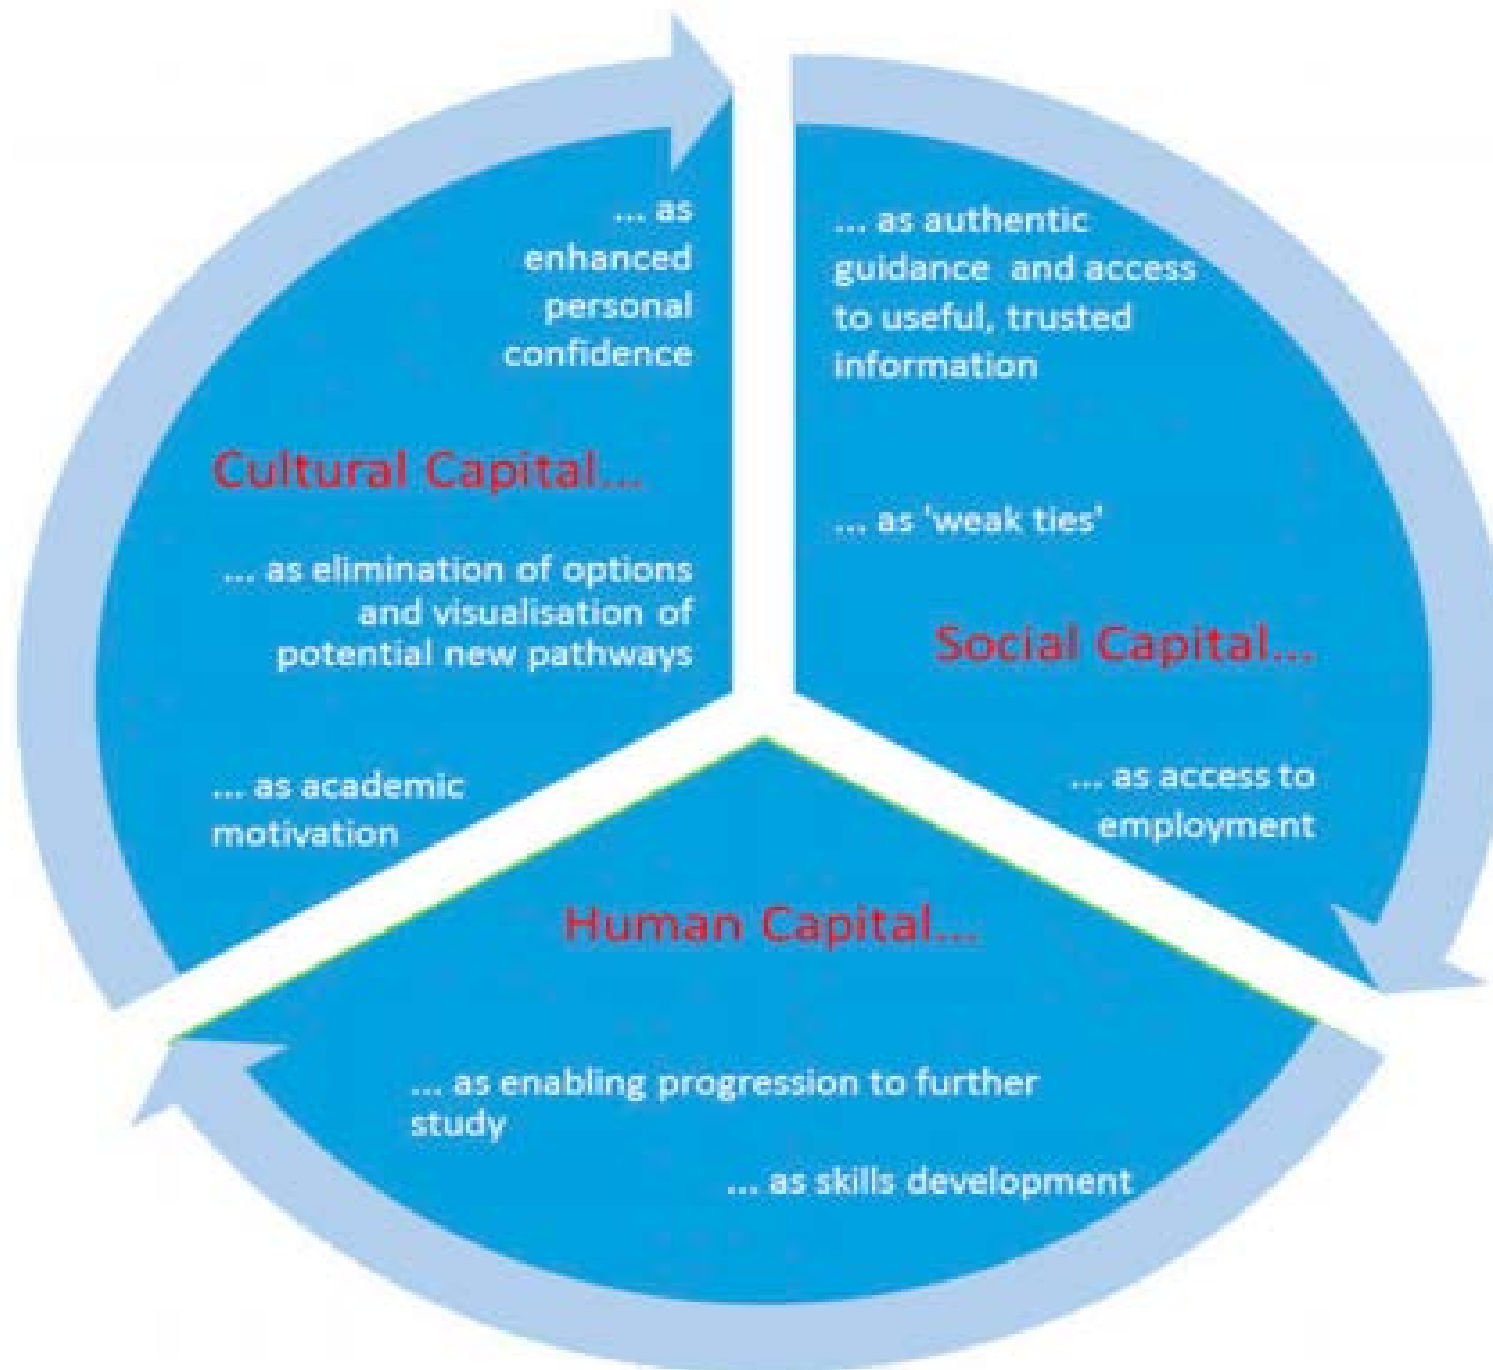 ... as
enhanced
personal
confidence
Cultural Capital...
... as elimination of options
and visualisation of
potential new pathways
... as academic
motivation
... as authentic
guidance and access
to useful, trusted
information
... as 'weak ties'
Social Capital...
... as access to
employment
Human Capital...
... as enabling progression to further
study
... as skills development